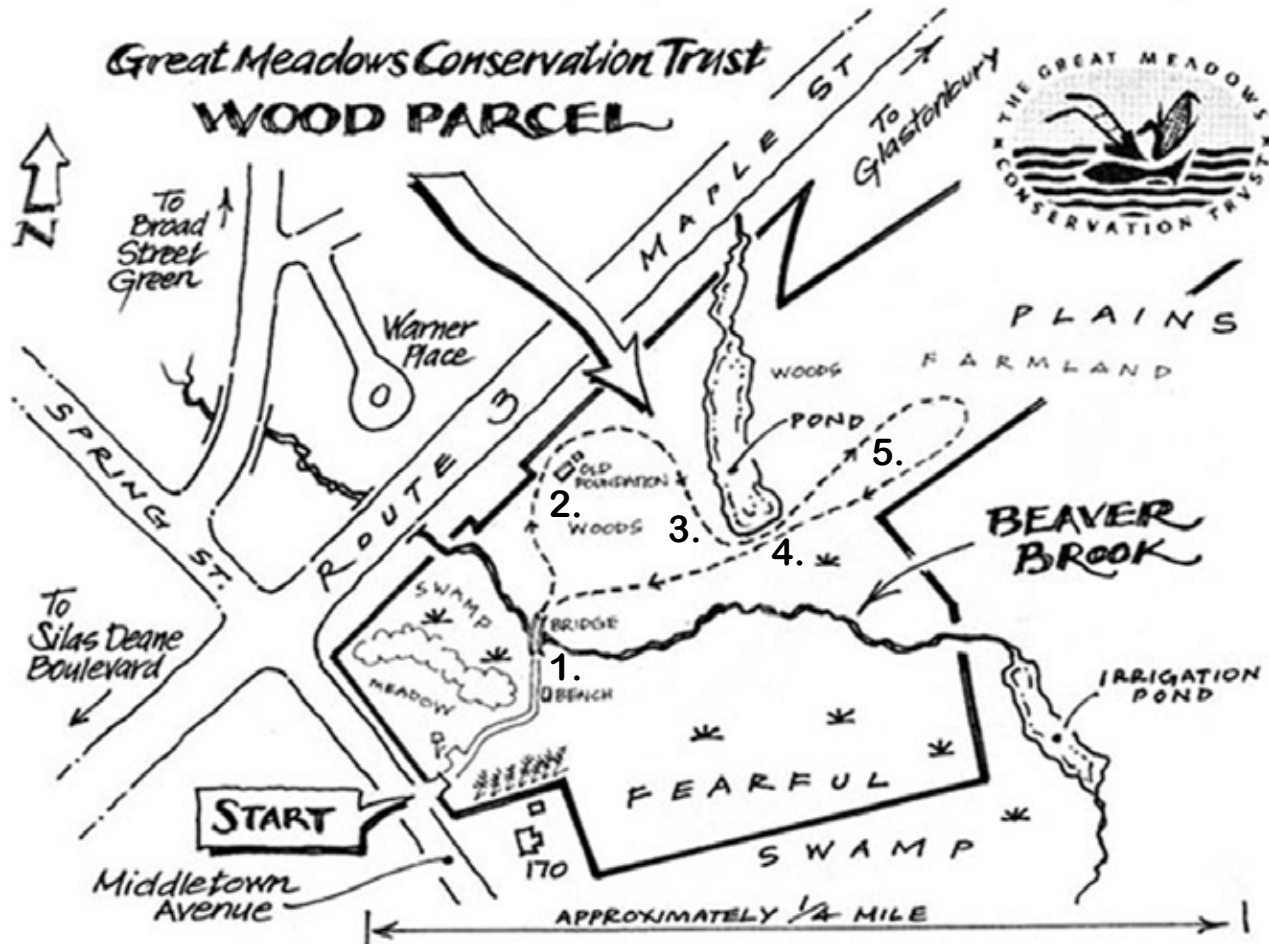 Great Meadows Conservation Trust
WOOD PARCEL
THE GREAT MEADOWS
CONSERVATION TRUST
N
To
Broad
Street
Green
MAPLE ST
To
Glastonbury
Warner
Place
PLAINS
FARMLAND
WOODS
POND
SPRING ST.
ROUTE 3
OLD
FOUNDATION
WOODS
1.
2.
3.
4.
5.
BEAVER
BROOK
SWAMP
MEADOW
BRIDGE
BENCH
To
Silas Deane
Boulevard
IRRIGATION
POND
START
FEARFUL
SWAMP
170
Middletown
Avenue
APPROXIMATELY 1/4 MILE